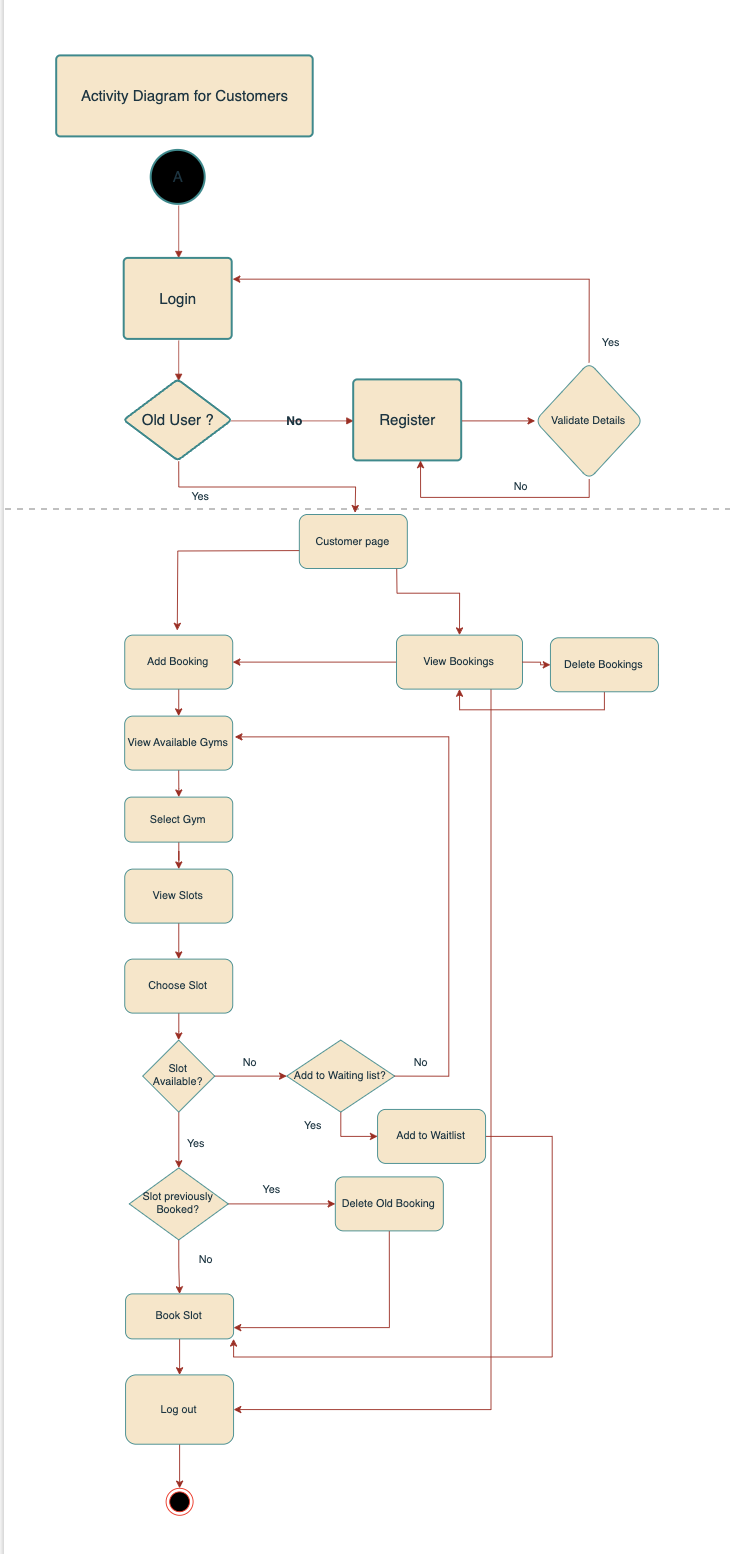 Activity Diagram for Customers
A
Login
Yes
Old User ?
No
Register
Validate Details
No
Yes
Customer page
Add Booking
View Bookings
Delete Bookings
View Available Gyms
Select Gym
View Slots
Choose Slot
No
No
Slot
Available?
Add to Waiting list?
Yes
Add to Waitlist
Yes
Yes
Slot previously
Booked?
Delete Old Booking
No
Book Slot
Log out